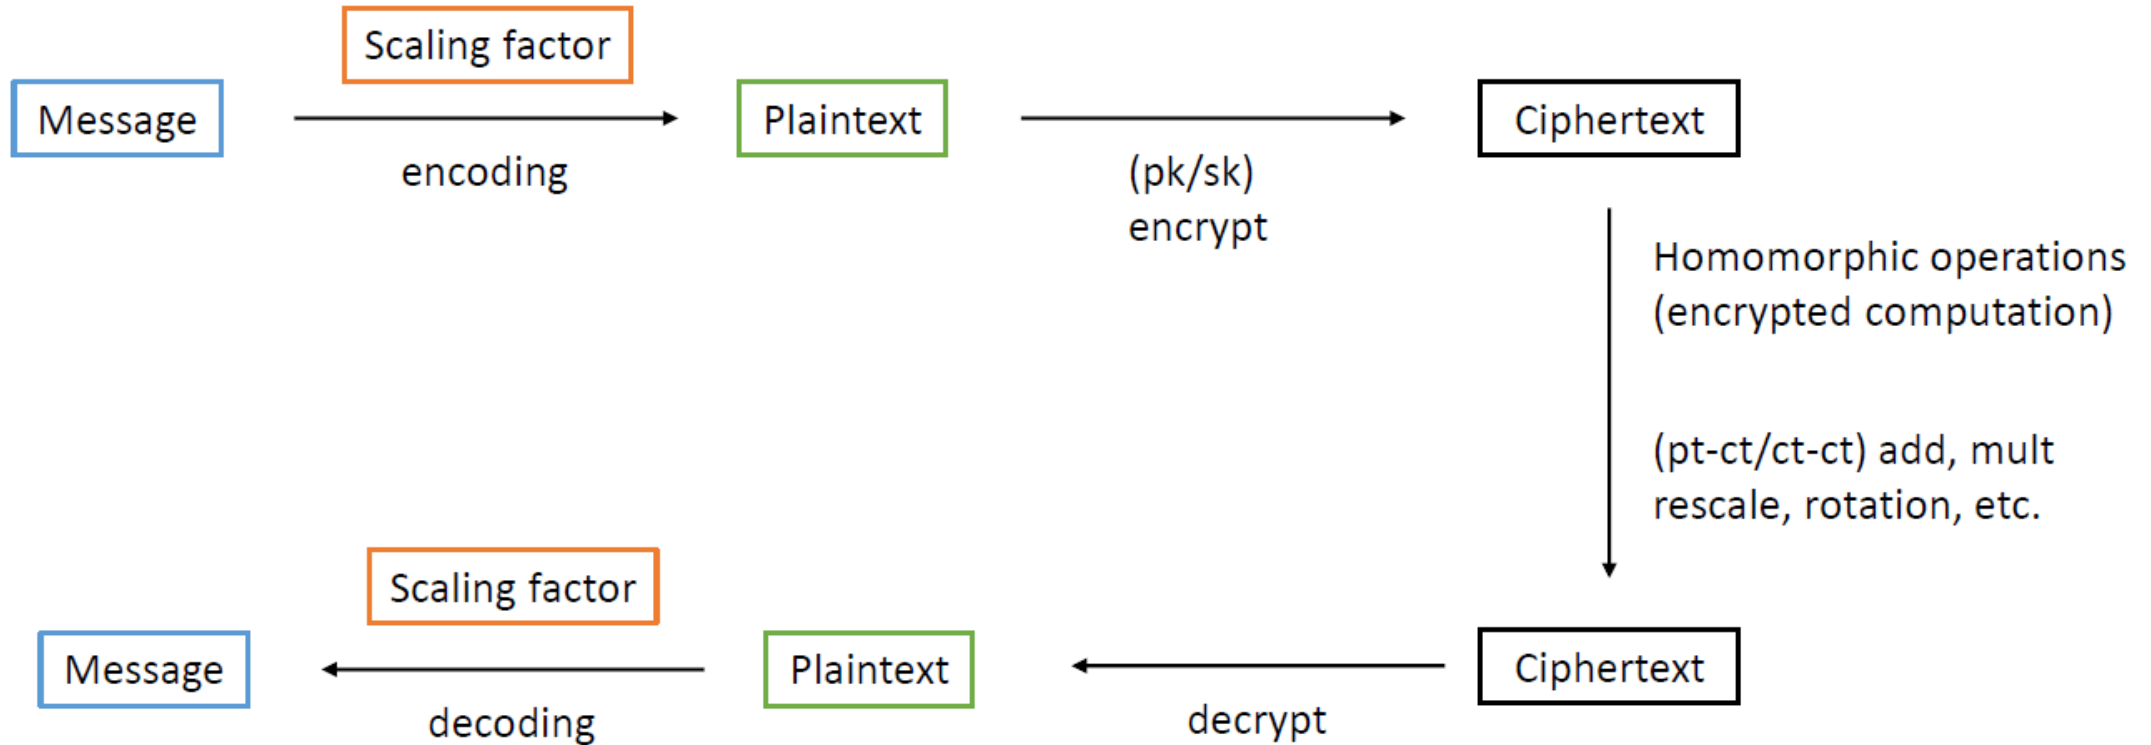 Scaling factor
Message
Plaintext
Ciphertext
encoding
(pk/sk)
encrypt
Homomorphic operations
(encrypted computation)
(pt-ct/ct-ct) add, mult
rescale, rotation, etc.
Scaling factor
Message
Plaintext
Ciphertext
decoding
decrypt